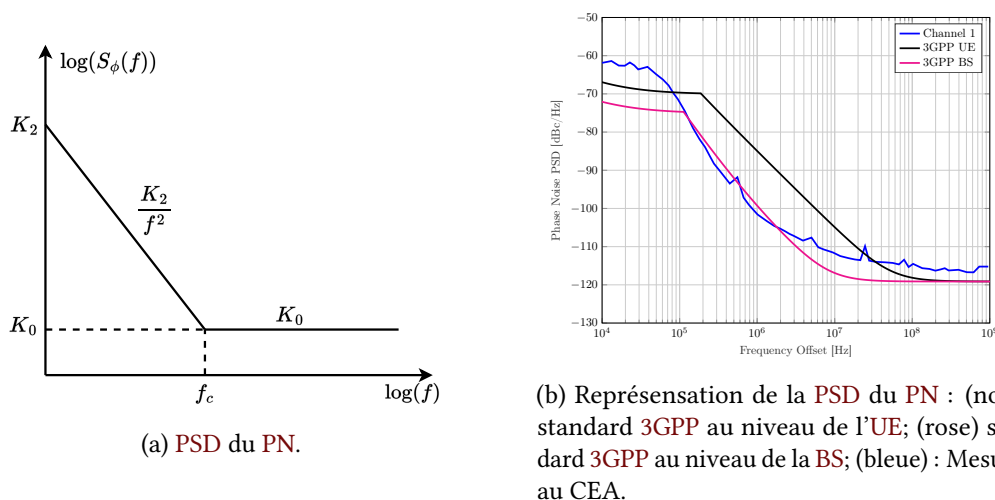 log(S_ϕ(f))
K_2
K_2
f^2
K_0
K_0
f_c
log(f)
(a) PSD du PN.
Phase Noise PSD [dBc/Hz]
−50
−60
−70
−80
−90
−100
−110
−120
−130
10^4
10^5
10^6
10^7
10^8
10^9
Frequency Offset [Hz]
Channel 1
3GPP UE
3GPP BS
(b) Représensation de la PSD du PN : (no
standard 3GPP au niveau de l'UE; (rose) s
dard 3GPP au niveau de la BS; (bleue) : Mesu
au CEA.